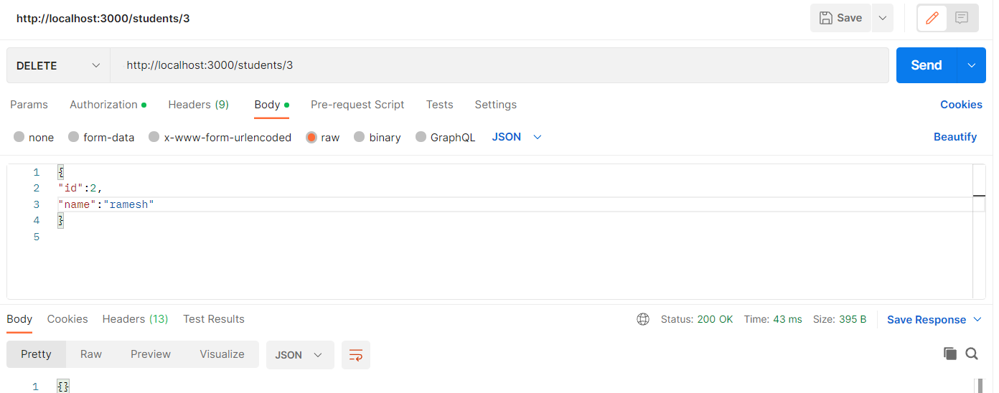 http://localhost:3000/students/3 Save
DELETE http://localhost:3000/students/3 Send
Params Authorization Headers (9) Body Pre-request Script Tests Settings Cookies
none form-data x-www-form-urlencoded raw binary GraphQL JSON Beautify
1 {
2 "id":2,
3 "name":"ramesh"
4 }
5
Body Cookies Headers (13) Test Results Status: 200 OK Time: 43 ms Size: 395 B Save Response
Pretty Raw Preview Visualize JSON
1 {}